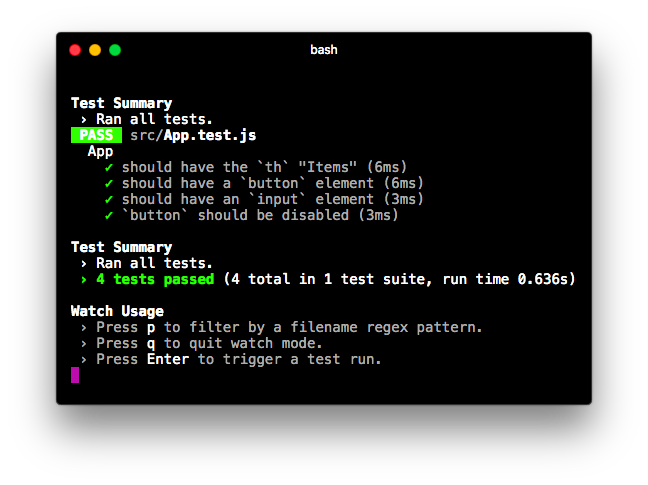 bash
Test Summary
› Ran all tests.
PASS src/App.test.js
App
✓ should have the `th` "Items" (6ms)
✓ should have a `button` element (6ms)
✓ should have an `input` element (3ms)
✓ `button` should be disabled (3ms)
Test Summary
› Ran all tests.
› 4 tests passed (4 total in 1 test suite, run time 0.636s)
Watch Usage
› Press p to filter by a filename regex pattern.
› Press q to quit watch mode.
› Press Enter to trigger a test run.